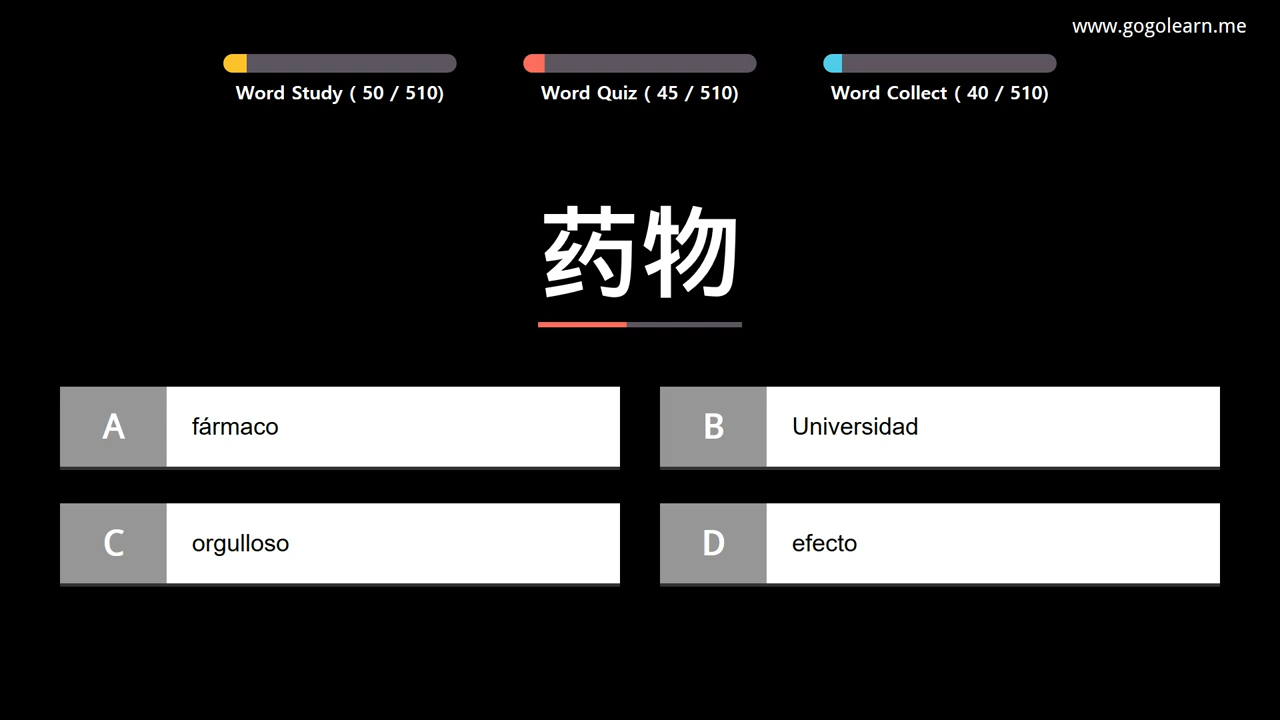 www.gogolearn.me
Word Study ( 50 / 510)
Word Quiz ( 45 / 510)
Word Collect ( 40 / 510)
药物
A fármaco
B Universidad
C orgulloso
D efecto